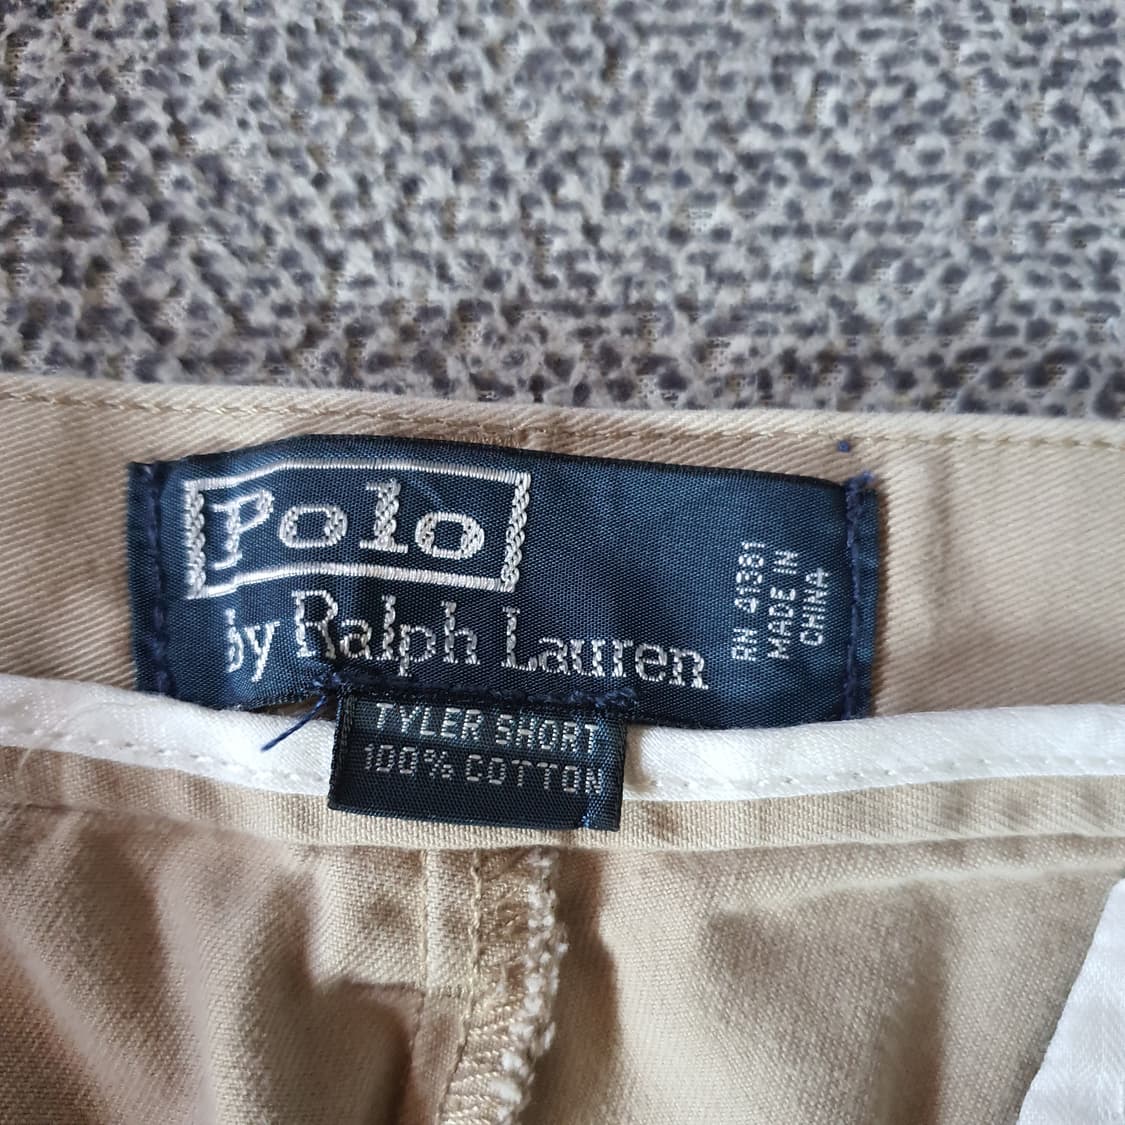 Polo
by Ralph Lauren
RN 41381
MADE IN
CHINA
TYLER SHORT
100% COTTON